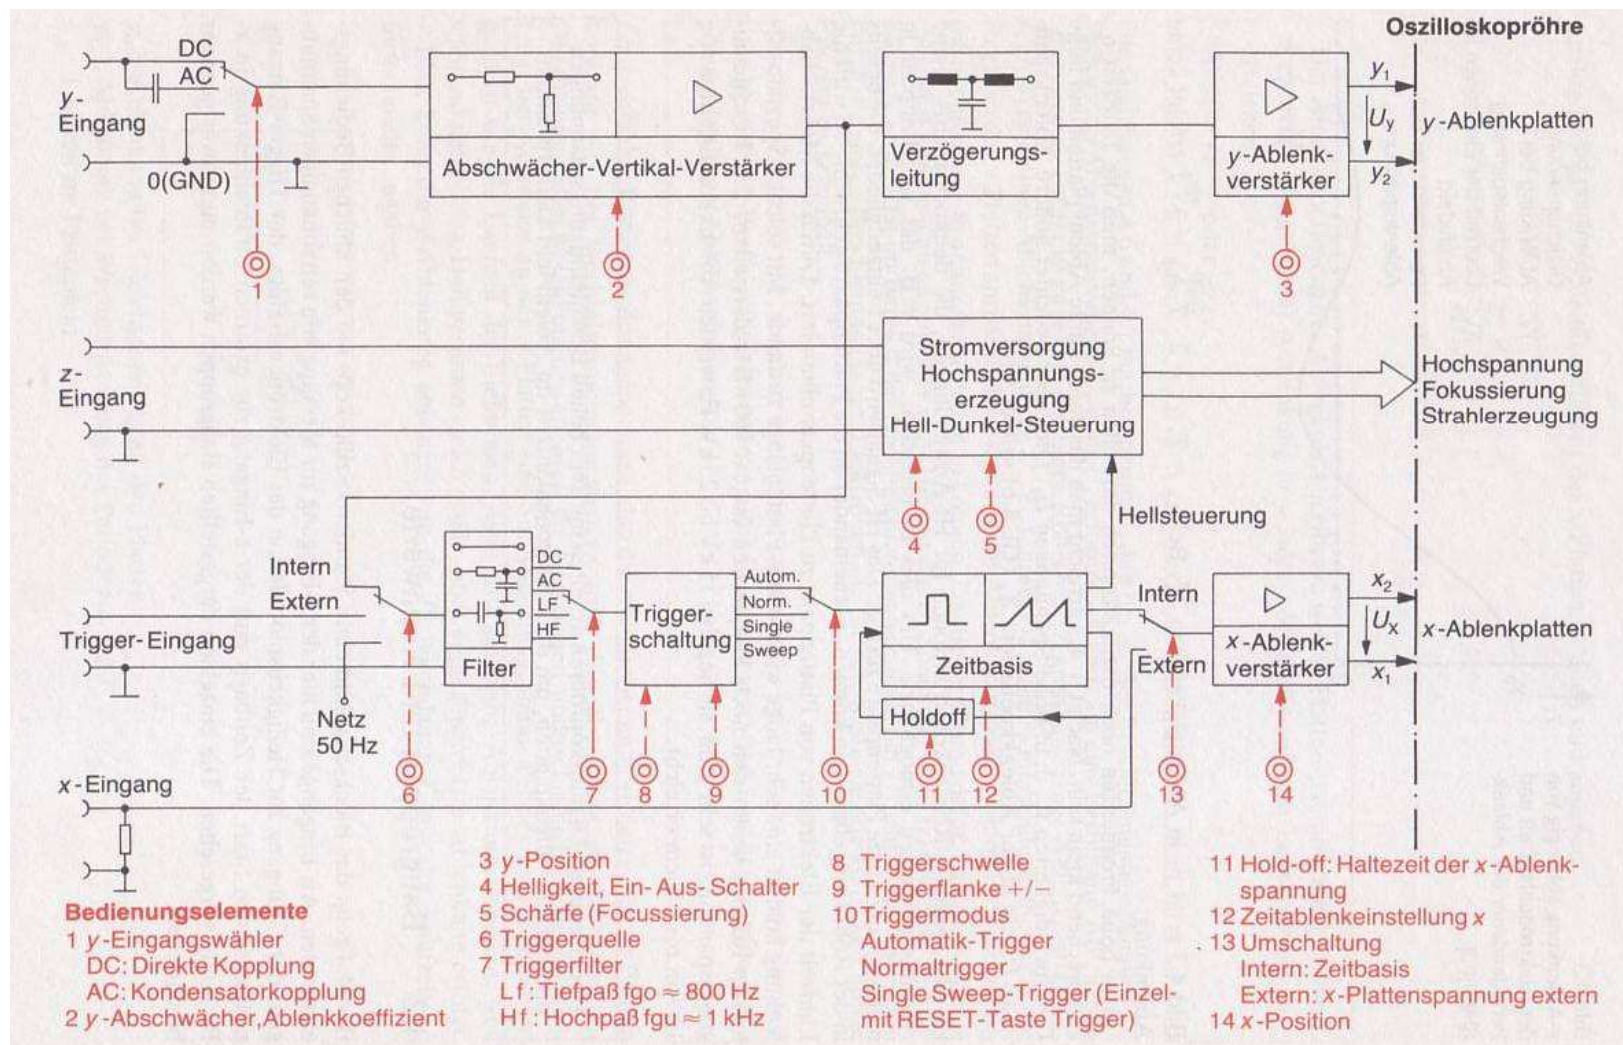 Oszilloskopröhre
DC
AC
y-
Eingang
0(GND)
Abschwächer-Vertikal-Verstärker
Verzögerungs-
leitung
y-Ablenk-
verstärker
y1
Uy
y2
y-Ablenkplatten
1
2
3
z-
Eingang
Stromversorgung
Hochspannungs-
erzeugung
Hell-Dunkel-Steuerung
Hochspannung
Fokussierung
Strahlerzeugung
4
5
Hellsteuerung
Intern
Extern
Trigger-Eingang
Netz
50 Hz
Filter
DC
AC
LF
HF
Trigger-
schaltung
Autom.
Norm.
Single
Sweep
Zeitbasis
Holdoff
Intern
Extern
x-Ablenk-
verstärker
x2
Ux
x1
x-Ablenkplatten
6
7
8
9
10
11
12
13
14
x-Eingang
Bedienungselemente
1 y-Eingangswähler
DC: Direkte Kopplung
AC: Kondensatorkopplung
2 y-Abschwächer,Ablenkkoeffizient
3 y-Position
4 Helligkeit, Ein-Aus-Schalter
5 Schärfe (Focussierung)
6 Triggerquelle
7 Triggerfilter
Lf: Tiefpaß fgo ≈ 800 Hz
Hf: Hochpaß fgu ≈ 1 kHz
8 Triggerschwelle
9 Triggerflanke +/−
10 Triggermodus
Automatik-Trigger
Normaltrigger
Single Sweep-Trigger (Einzel-
mit RESET-Taste Trigger)
11 Hold-off: Haltezeit der x-Ablenk-
spannung
12 Zeitablenkeinstellung x
13 Umschaltung
Intern: Zeitbasis
Extern: x-Plattenspannung extern
14 x-Position